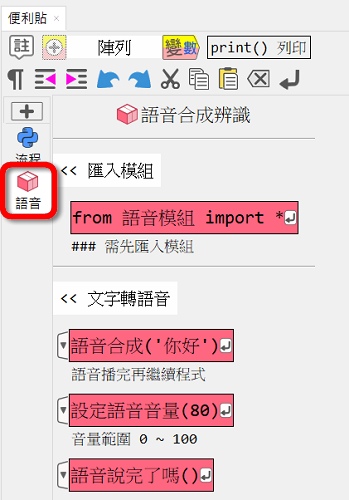 便利貼 ×
註 陣列 變數 print() 列印
語音合成辨識
流程
語音
<< 匯入模組
from 語音模組 import *
### 需先匯入模組
<< 文字轉語音
語音合成('你好')
語音播完再繼續程式
設定語音音量(80)
音量範圍 0 ~ 100
語音說完了嗎()